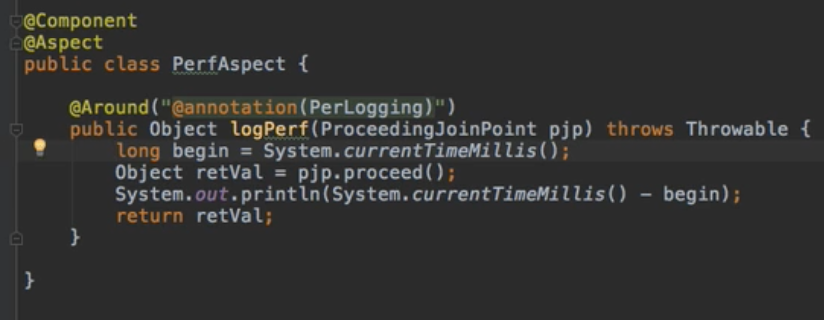 @Component
@Aspect
public class PerfAspect {
@Around("@annotation(PerLogging)")
public Object logPerf(ProceedingJoinPoint pjp) throws Throwable {
long begin = System.currentTimeMillis();
Object retVal = pjp.proceed();
System.out.println(System.currentTimeMillis() - begin);
return retVal;
}
}